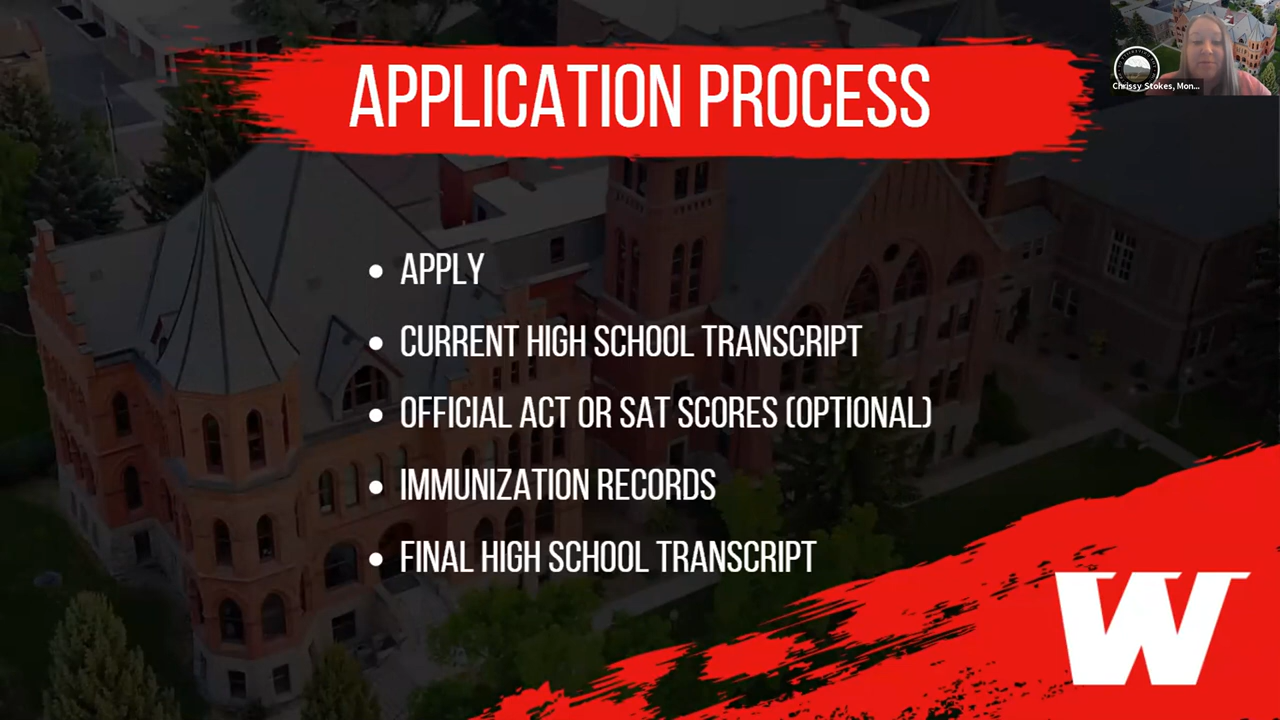 APPLICATION PROCESS
Chrissy Stokes, Mon...
• APPLY
• CURRENT HIGH SCHOOL TRANSCRIPT
• OFFICIAL ACT OR SAT SCORES (OPTIONAL)
• IMMUNIZATION RECORDS
• FINAL HIGH SCHOOL TRANSCRIPT
W